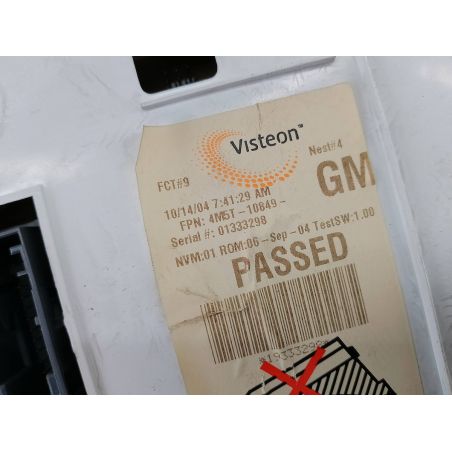 Visteon™
FCT#9
Nest#4
10/14/04 7:41:29 AM
GM
FPN: 4M5T-10849-
Serial #: 01333298
NVM:01 ROM:06-Sep-04 TestSW:1.00
PASSED